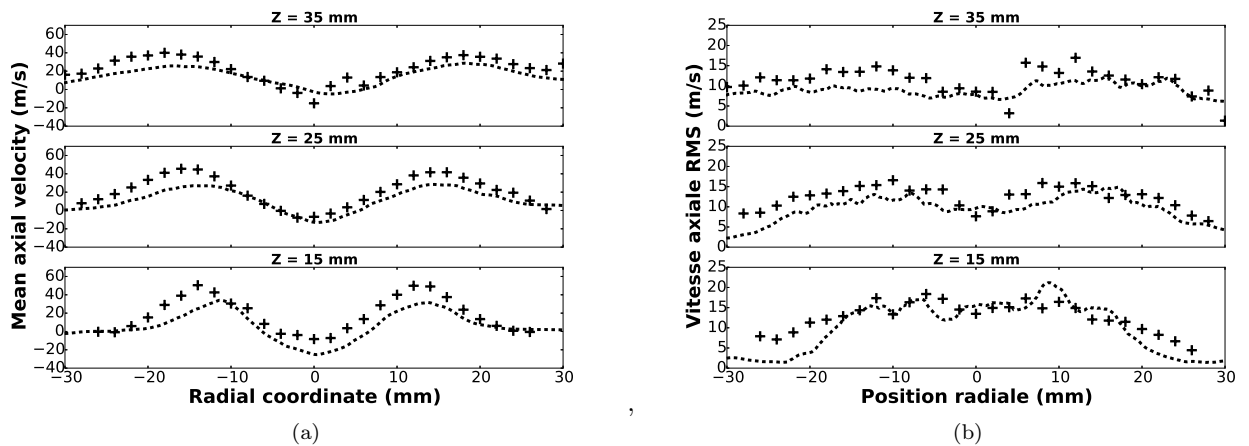 Z = 35 mm
60
40
20
0
−20
−40
Z = 25 mm
60
40
20
0
−20
−40
Z = 15 mm
60
40
20
0
−20
−40
−30 −20 −10 0 10 20 30
Mean axial velocity (m/s)
Radial coordinate (mm)
(a)
,
Z = 35 mm
25
20
15
10
5
0
Z = 25 mm
25
20
15
10
5
0
Z = 15 mm
25
20
15
10
5
0
−30 −20 −10 0 10 20 30
Vitesse axiale RMS (m/s)
Position radiale (mm)
(b)